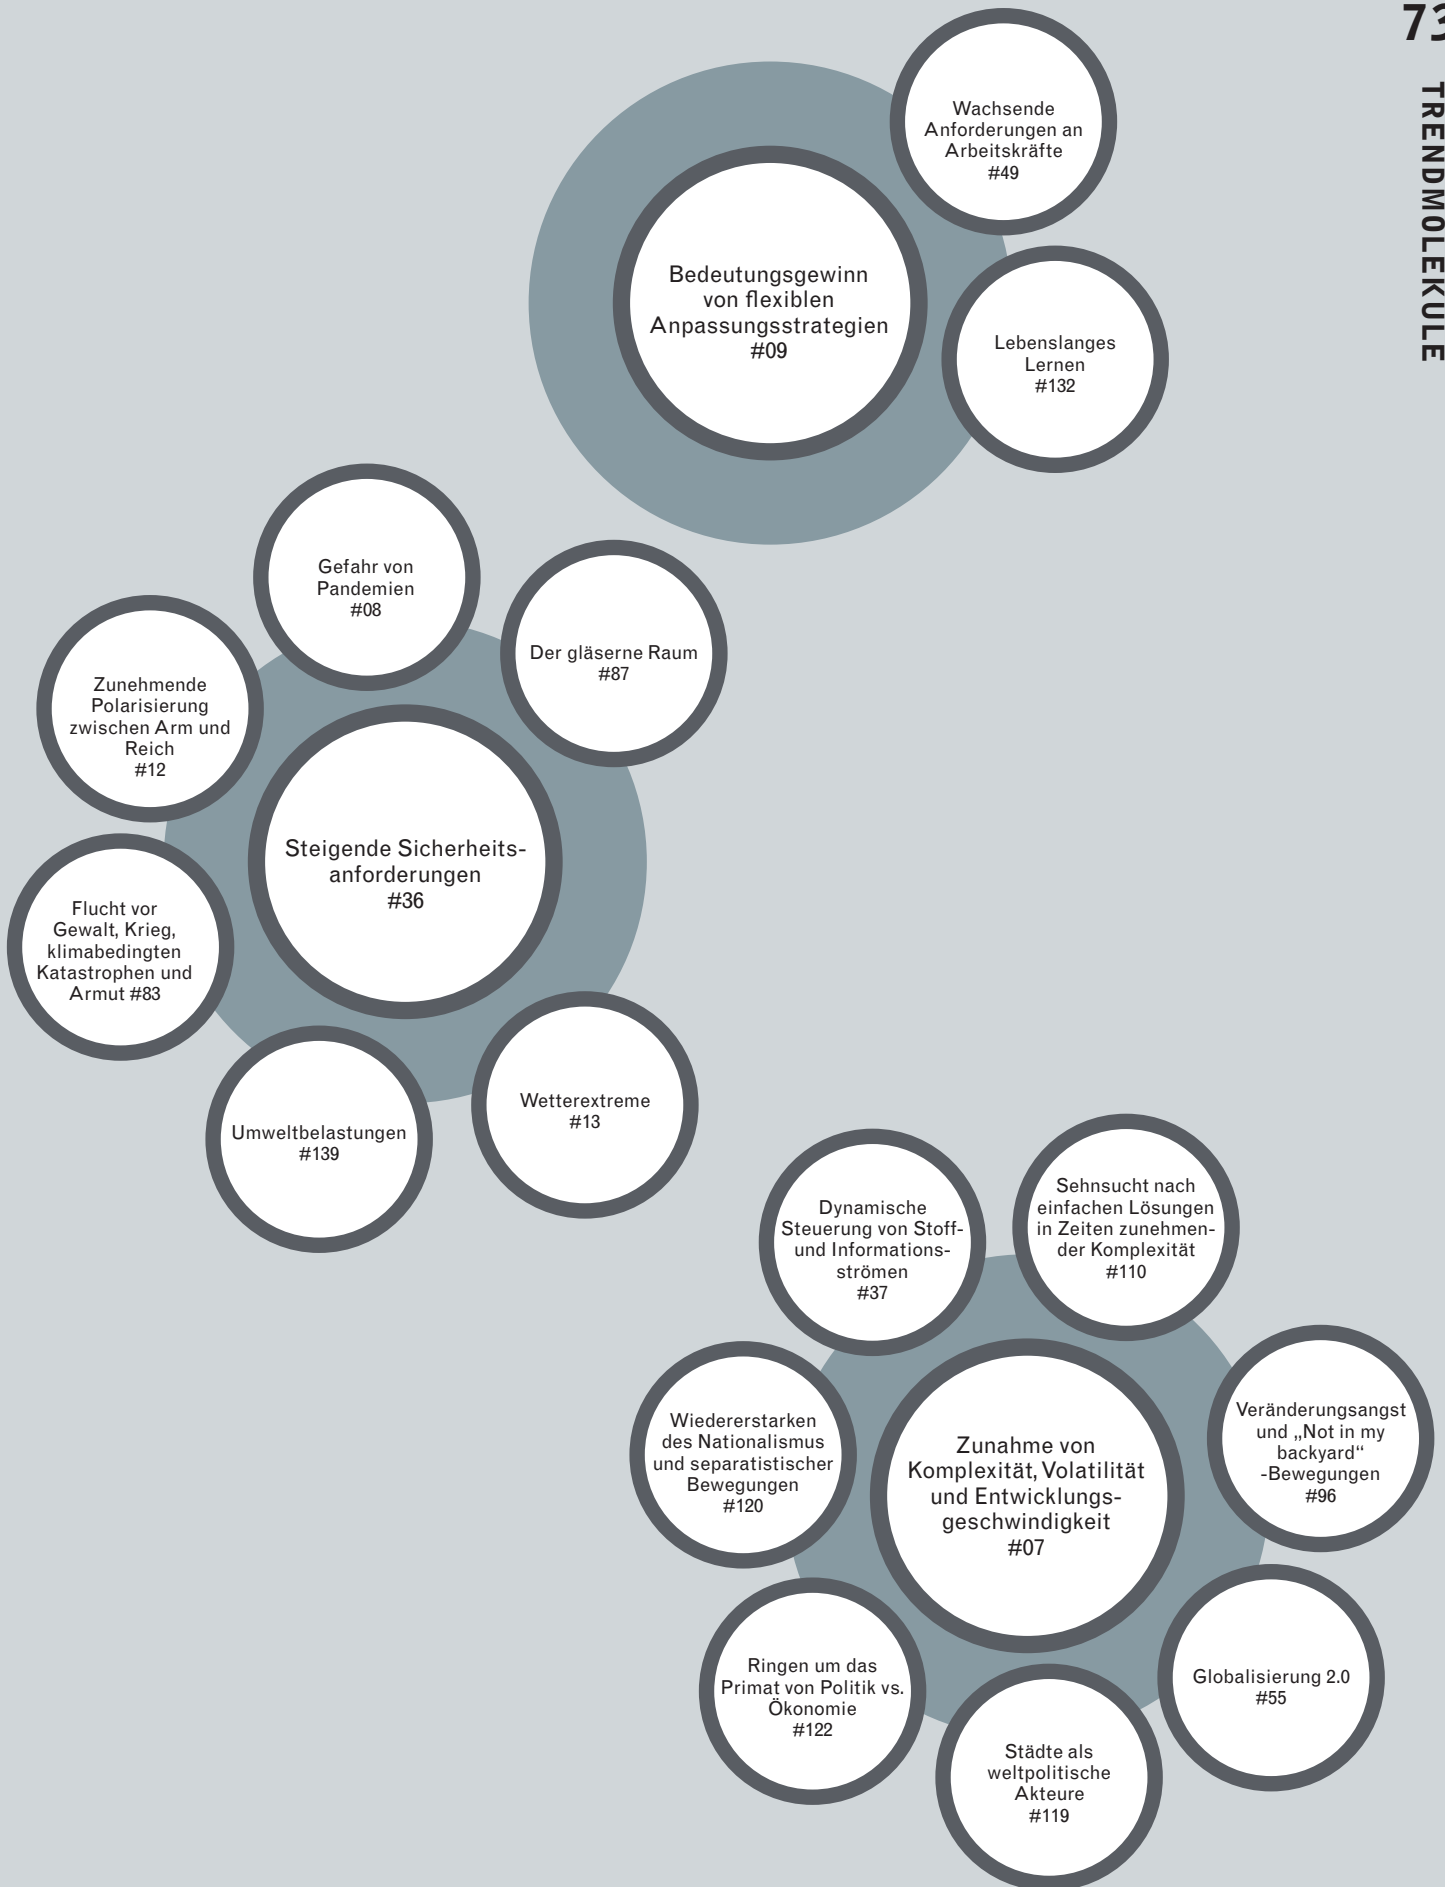 73
TRENDMOLEKÜLE
Wachsende
Anforderungen an
Arbeitskräfte
#49
Bedeutungsgewinn
von flexiblen
Anpassungsstrategien
#09
Lebenslanges
Lernen
#132
Gefahr von
Pandemien
#08
Der gläserne Raum
#87
Zunehmende
Polarisierung
zwischen Arm und
Reich
#12
Steigende Sicherheits-
anforderungen
#36
Flucht vor
Gewalt, Krieg,
klimabedingten
Katastrophen und
Armut #83
Umweltbelastungen
#139
Wetterextreme
#13
Dynamische
Steuerung von Stoff-
und Informations-
strömen
#37
Sehnsucht nach
einfachen Lösungen
in Zeiten zunehmen-
der Komplexität
#110
Wiedererstarken
des Nationalismus
und separatistischer
Bewegungen
#120
Zunahme von
Komplexität, Volatilität
und Entwicklungs-
geschwindigkeit
#07
Veränderungsangst
und „Not in my
backyard“
-Bewegungen
#96
Ringen um das
Primat von Politik vs.
Ökonomie
#122
Globalisierung 2.0
#55
Städte als
weltpolitische
Akteure
#119